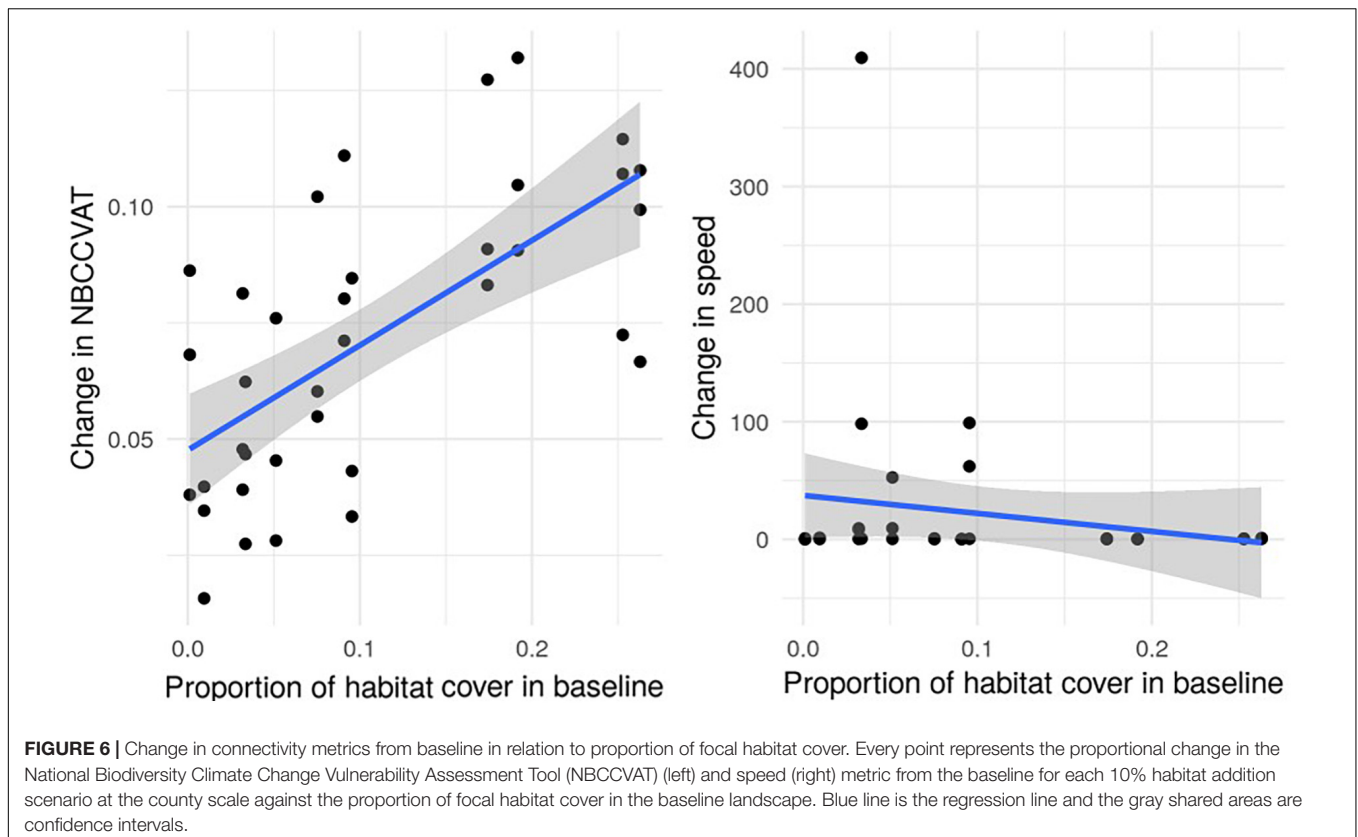 Change in NBCCVAT
0.10
0.05
0.0 0.1 0.2
Proportion of habitat cover in baseline
Change in speed
400
300
200
100
0
0.0 0.1 0.2
Proportion of habitat cover in baseline
FIGURE 6 | Change in connectivity metrics from baseline in relation to proportion of focal habitat cover. Every point represents the proportional change in the
National Biodiversity Climate Change Vulnerability Assessment Tool (NBCCVAT) (left) and speed (right) metric from the baseline for each 10% habitat addition
scenario at the county scale against the proportion of focal habitat cover in the baseline landscape. Blue line is the regression line and the gray shared areas are
confidence intervals.